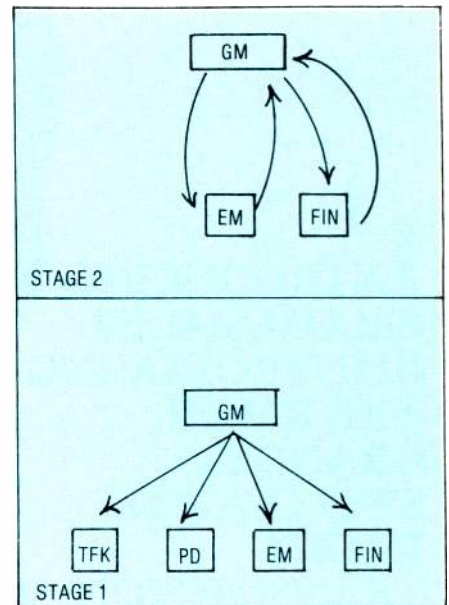 GM
EM FIN
STAGE 2
GM
TFK PD EM FIN
STAGE 1